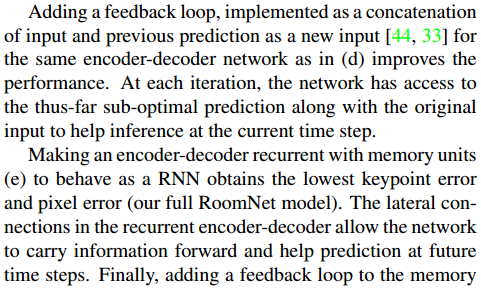 Adding a feedback loop, implemented as a concatenation
of input and previous prediction as a new input [44, 33] for
the same encoder-decoder network as in (d) improves the
performance. At each iteration, the network has access to
the thus-far sub-optimal prediction along with the original
input to help inference at the current time step.
Making an encoder-decoder recurrent with memory units
(e) to behave as a RNN obtains the lowest keypoint error
and pixel error (our full RoomNet model). The lateral con-
nections in the recurrent encoder-decoder allow the network
to carry information forward and help prediction at future
time steps. Finally, adding a feedback loop to the memory